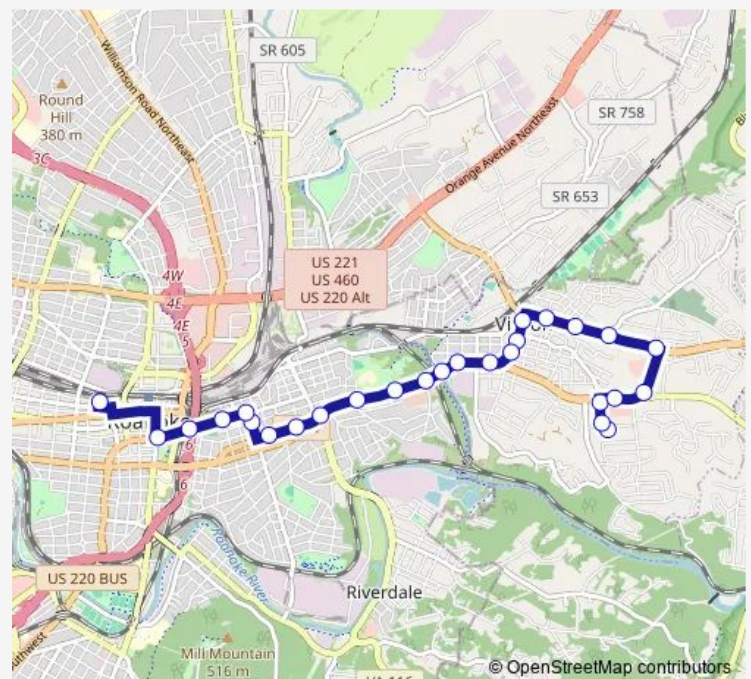 SR 605
Williamson Road Northeast
Round
Hill
380 m
SR 758
Orange Avenue Northeast
3C
SR 653
4W
US 221
US 460
US 220 Alt
4E
4E
5
6
6
6
Roanoke River
US 220 BUS
Riverdale
Mill Mountain
516 m
© OpenStreetMap contributors